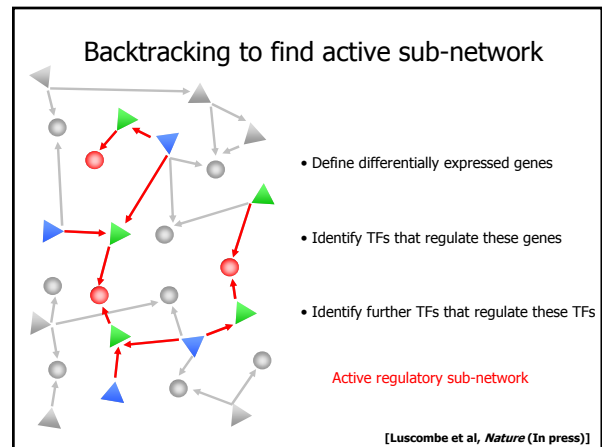 Backtracking to find active sub-network
• Define differentially expressed genes
• Identify TFs that regulate these genes
• Identify further TFs that regulate these TFs
Active regulatory sub-network
[Luscombe et al, Nature (In press)]